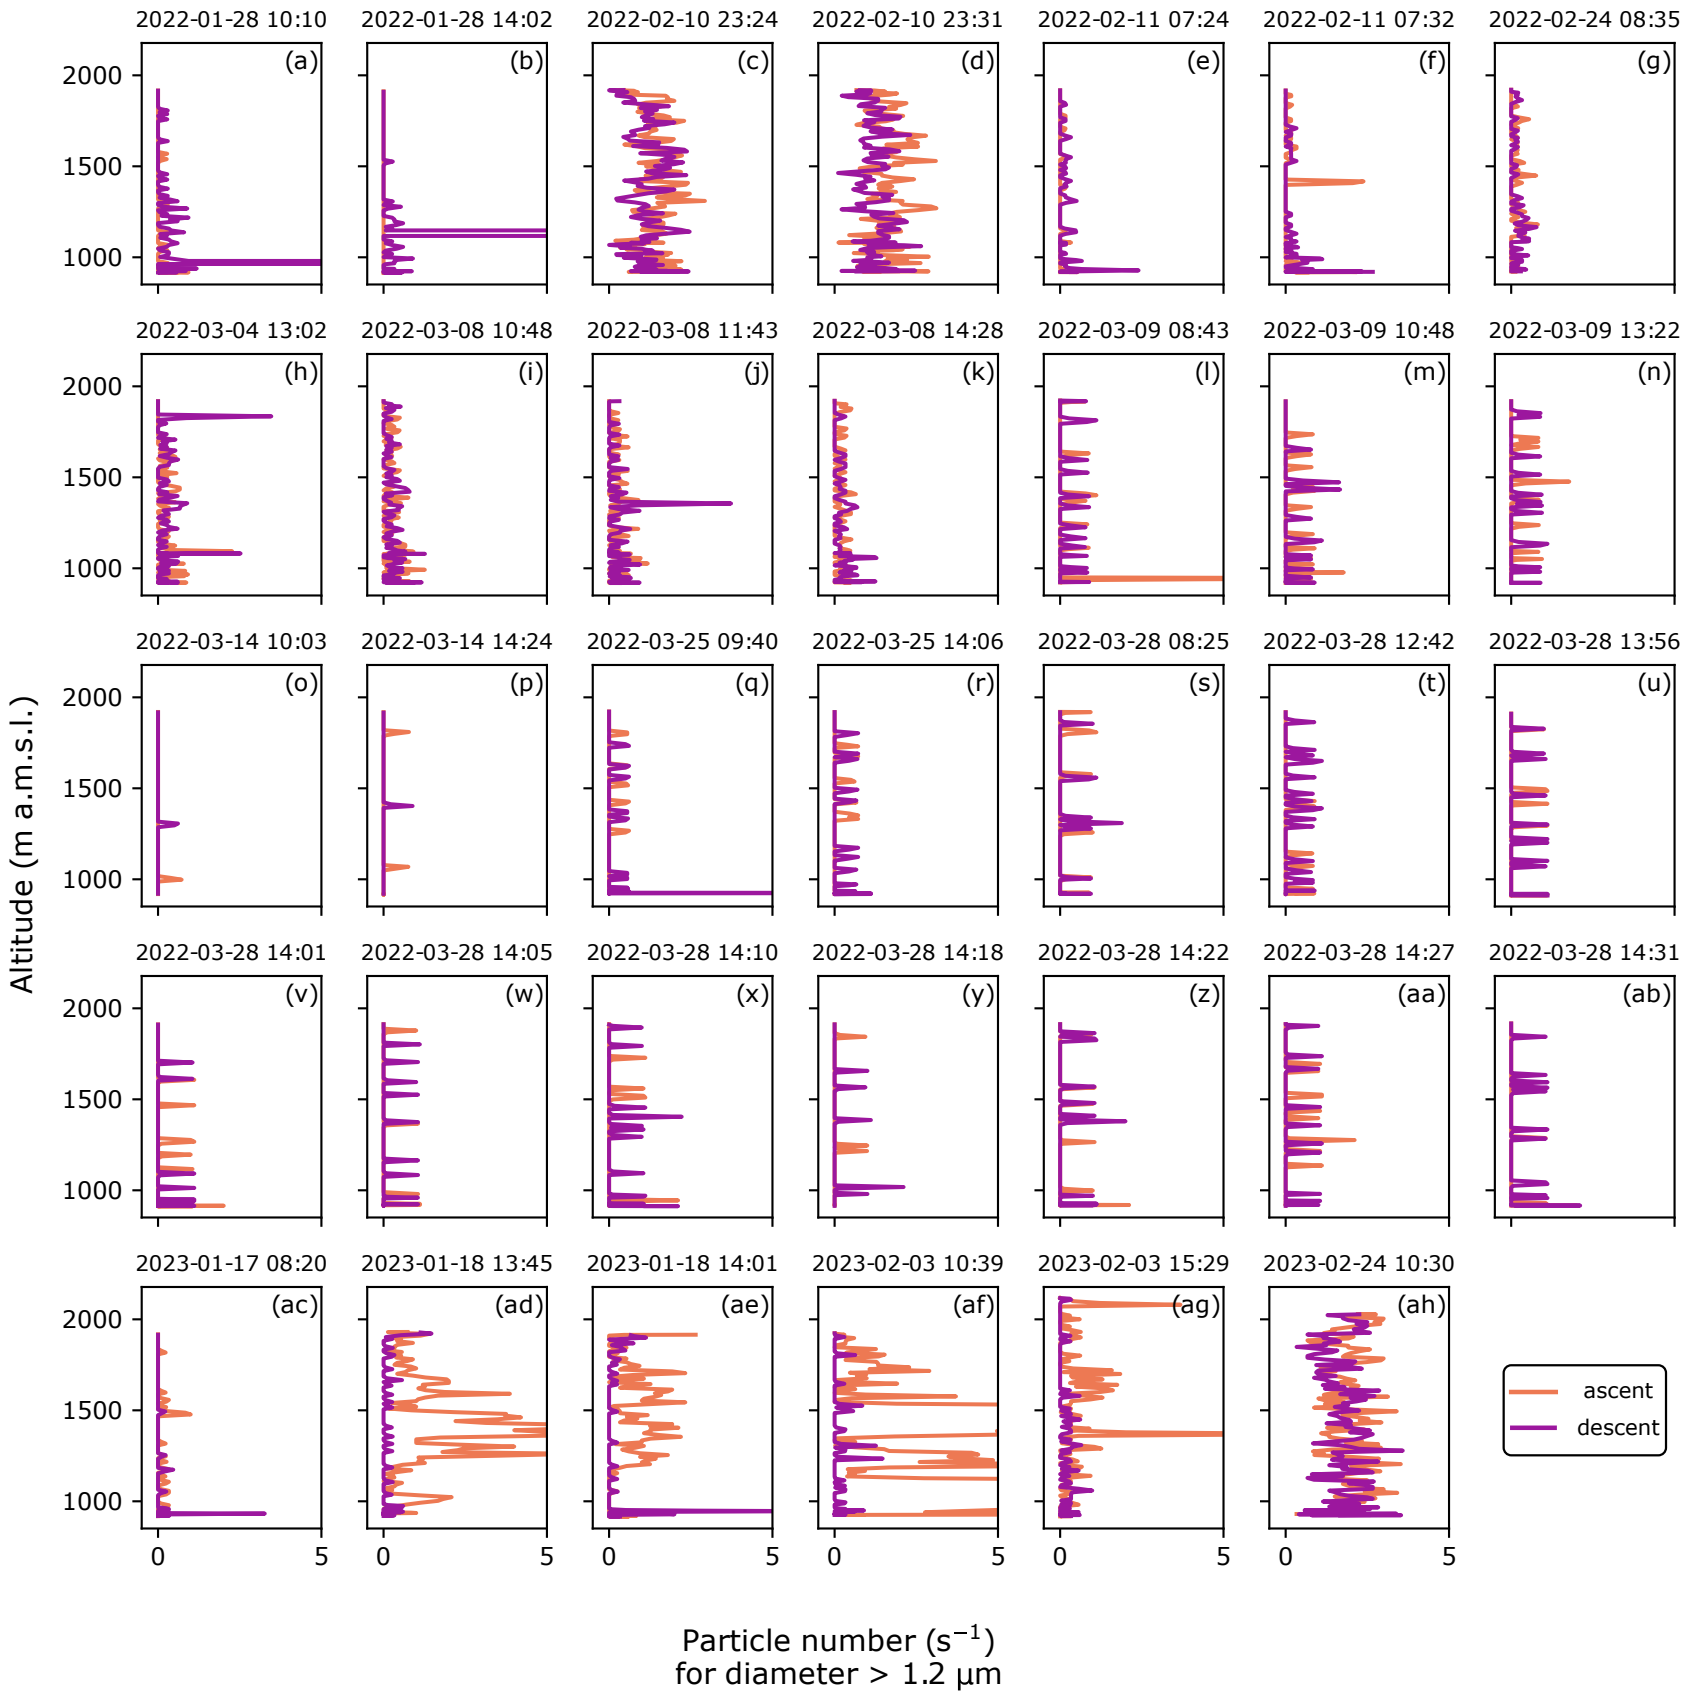 2022-01-28 10:10 2022-01-28 14:02 2022-02-10 23:24 2022-02-10 23:31 2022-02-11 07:24 2022-02-11 07:32 2022-02-24 08:35
(a) (b) (c) (d) (e) (f) (g)
2000
1500
1000
2022-03-04 13:02 2022-03-08 10:48 2022-03-08 11:43 2022-03-08 14:28 2022-03-09 08:43 2022-03-09 10:48 2022-03-09 13:22
(h) (i) (j) (k) (l) (m) (n)
2000
1500
1000
2022-03-14 10:03 2022-03-14 14:24 2022-03-25 09:40 2022-03-25 14:06 2022-03-28 08:25 2022-03-28 12:42 2022-03-28 13:56
(o) (p) (q) (r) (s) (t) (u)
2000
1500
1000
Altitude (m a.m.s.l.)
2022-03-28 14:01 2022-03-28 14:05 2022-03-28 14:10 2022-03-28 14:18 2022-03-28 14:22 2022-03-28 14:27 2022-03-28 14:31
(v) (w) (x) (y) (z) (aa) (ab)
2000
1500
1000
2023-01-17 08:20 2023-01-18 13:45 2023-01-18 14:01 2023-02-03 10:39 2023-02-03 15:29 2023-02-24 10:30
(ac) (ad) (ae) (af) (ag) (ah)
2000
1500
1000
ascent
descent
0 5 0 5 0 5 0 5 0 5 0 5
Particle number (s⁻¹)
for diameter > 1.2 μm